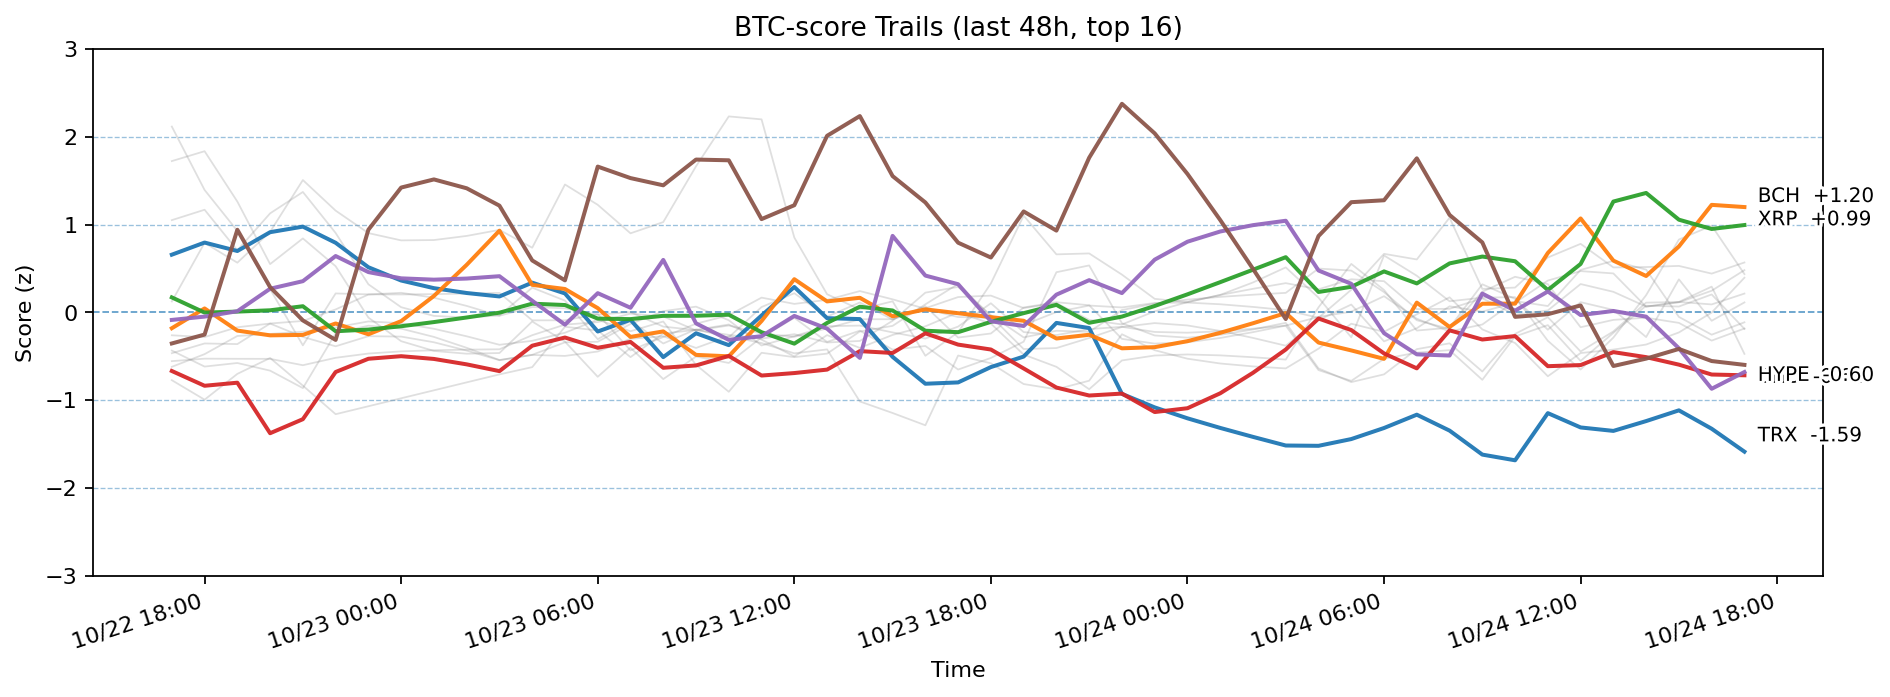 BTC-score Trails (last 48h, top 16)
Score (z)
3
2
1
0
−1
−2
−3
BCH +1.20
XRP +0.99
HYPE -0.60
TRX -1.59
10/22 18:00
10/23 00:00
10/23 06:00
10/23 12:00
10/23 18:00
10/24 00:00
10/24 06:00
10/24 12:00
10/24 18:00
Time